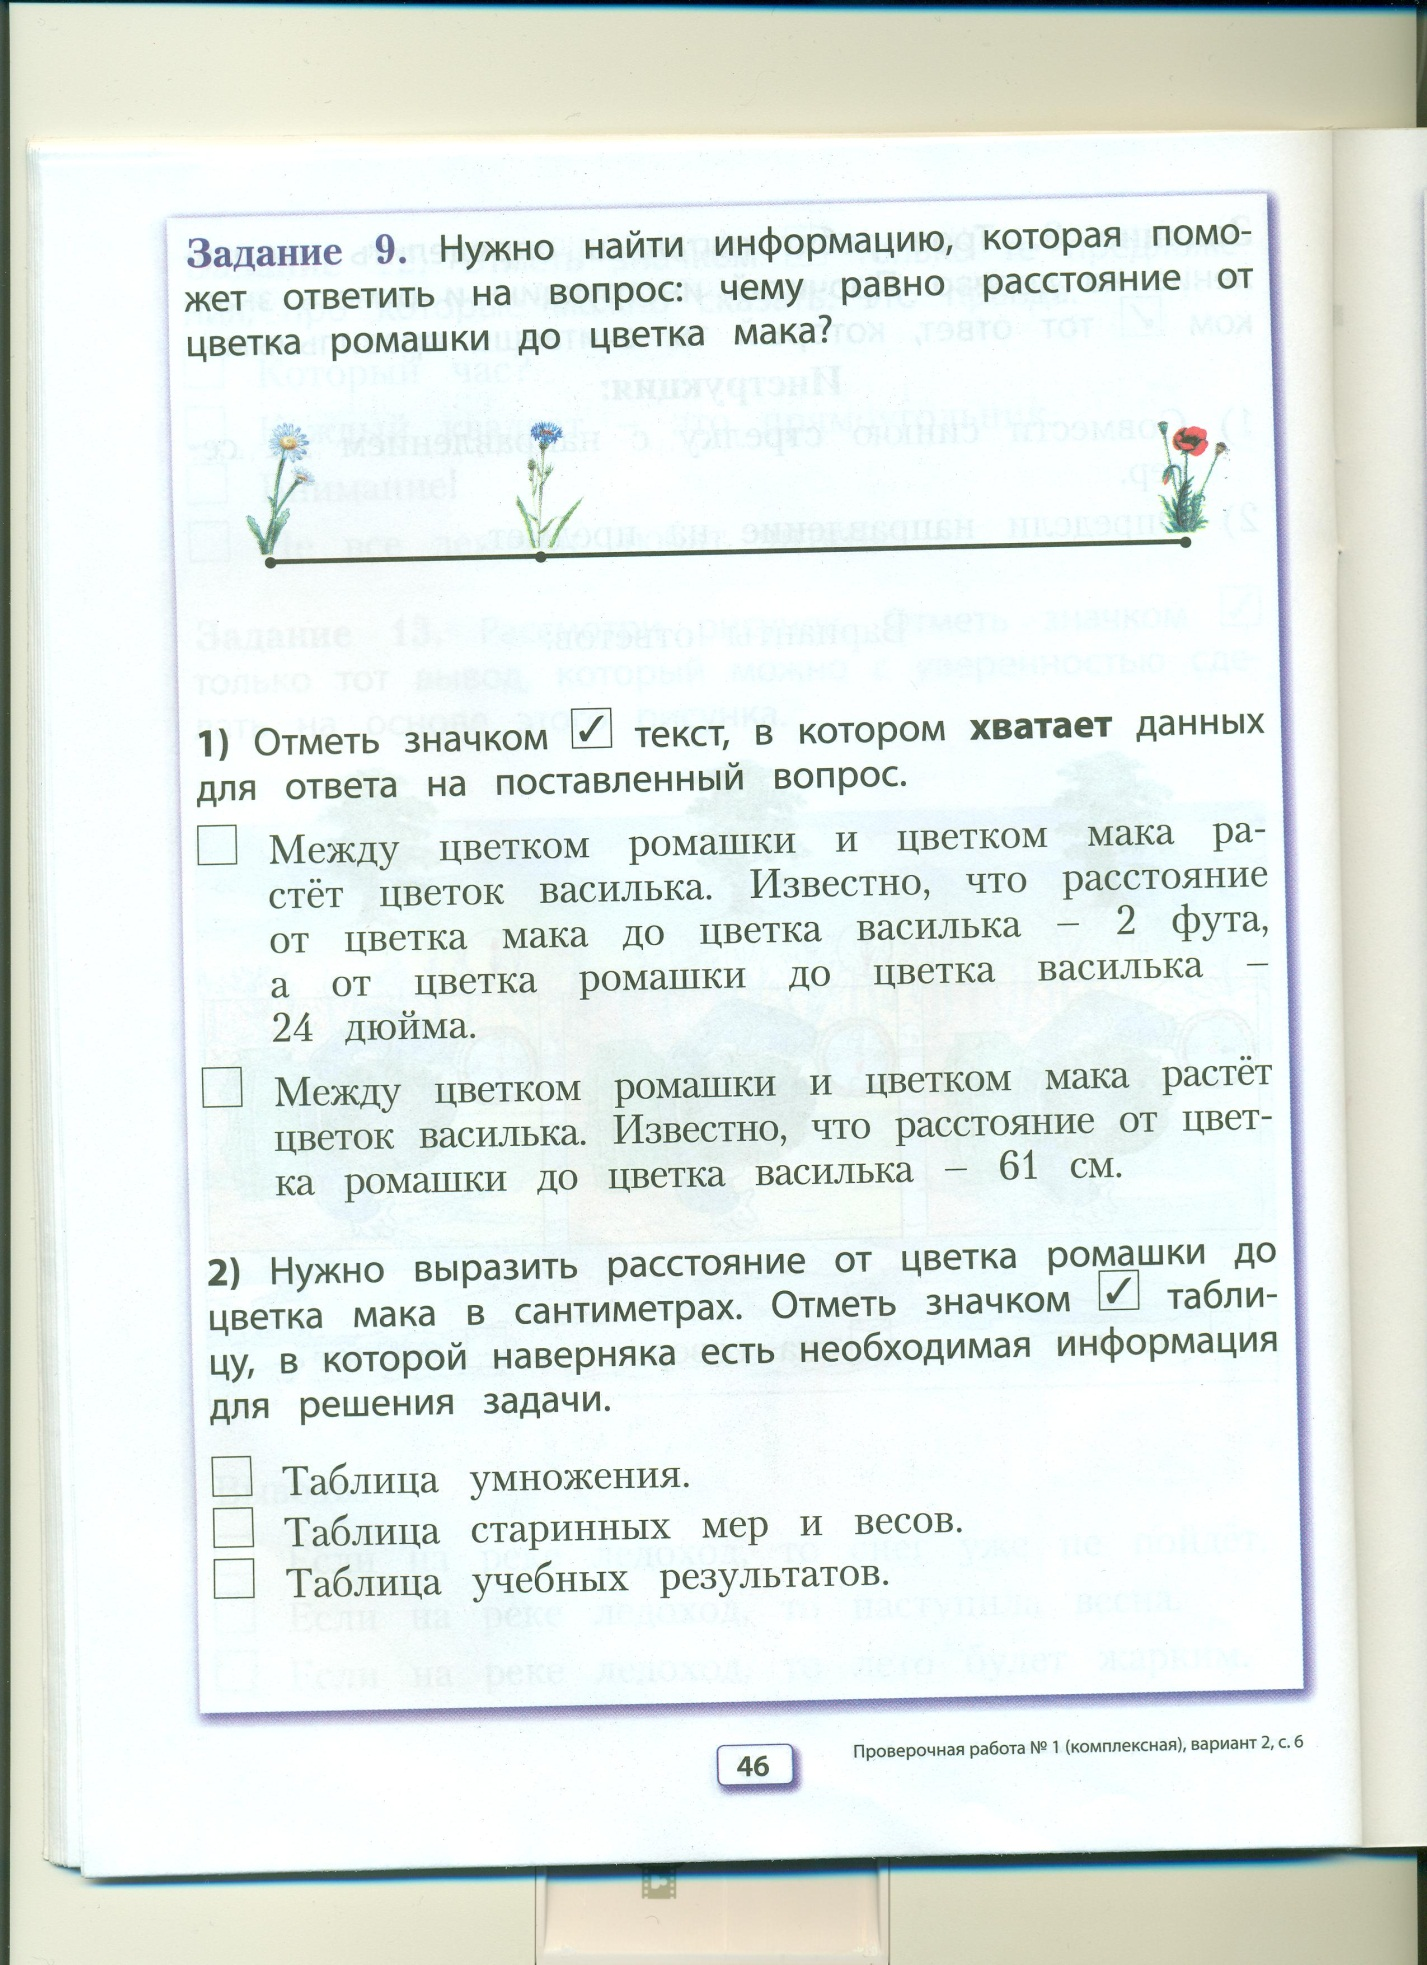 Задание 9. Нужно найти информацию, которая помо-
жет ответить на вопрос: чему равно расстояние от
цветка ромашки до цветка мака?
1) Отметь значком ✓ текст, в котором хватает данных
для ответа на поставленный вопрос.
Между цветком ромашки и цветком мака ра-
стёт цветок василька. Известно, что расстояние
от цветка мака до цветка василька – 2 фута,
а от цветка ромашки до цветка василька –
24 дюйма.
Между цветком ромашки и цветком мака растёт
цветок василька. Известно, что расстояние от цвет-
ка ромашки до цветка василька – 61 см.
2) Нужно выразить расстояние от цветка ромашки до
цветка мака в сантиметрах. Отметь значком ✓ табли-
цу, в которой наверняка есть необходимая информация
для решения задачи.
Таблица умножения.
Таблица старинных мер и весов.
Таблица учебных результатов.
46
Проверочная работа № 1 (комплексная), вариант 2, с. 6